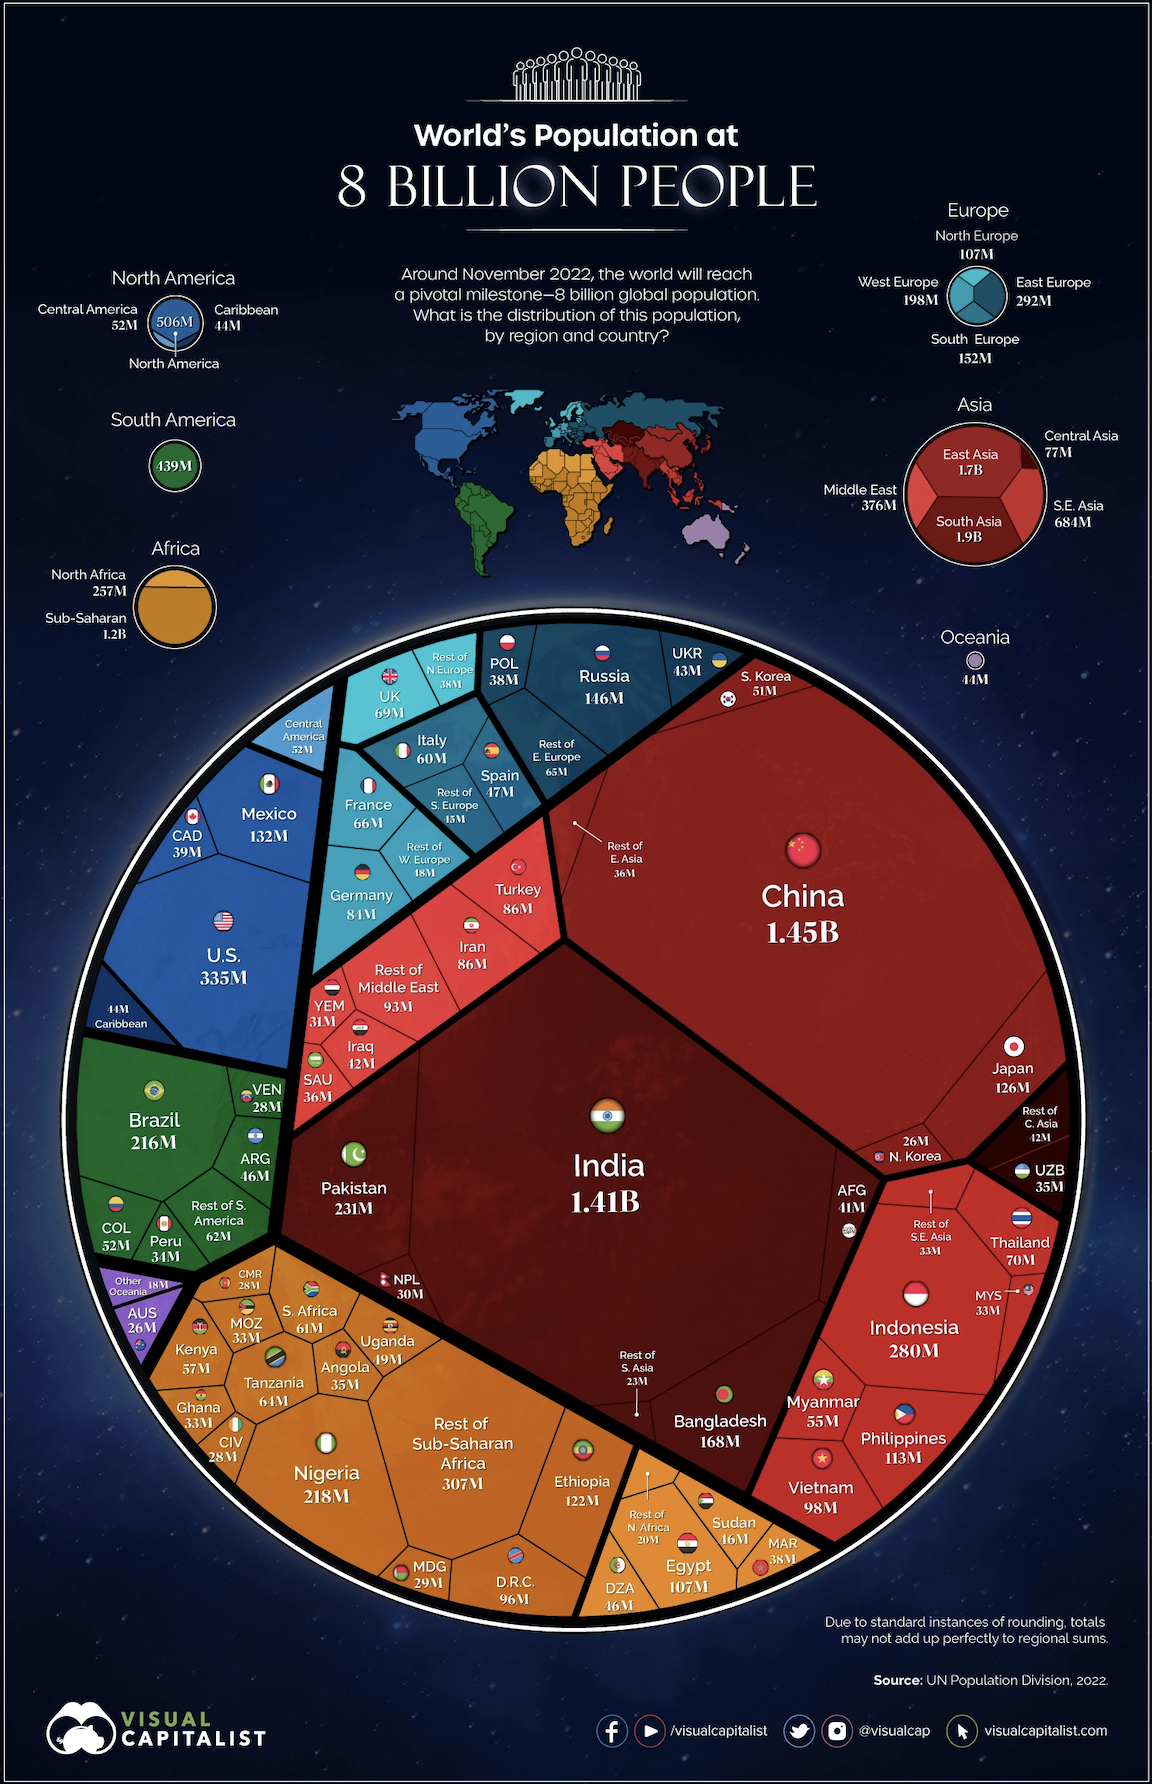 World's Population at
8 BILLION PEOPLE
Around November 2022, the world will reach
a pivotal milestone—8 billion global population.
What is the distribution of this population,
by region and country?
North America
Central America
52M
506M
Caribbean
44M
North America
South America
439M
Africa
North Africa
257M
Sub-Saharan
1.2B
Europe
North Europe
107M
West Europe
198M
East Europe
292M
South Europe
152M
Asia
East Asia
1.7B
Central Asia
77M
Middle East
376M
South Asia
1.9B
S.E. Asia
684M
Oceania
44M
UK
69M
Rest of
N.Europe
38M
POL
38M
Russia
146M
UKR
43M
Italy
60M
Spain
47M
Rest of
S. Europe
45M
Rest of
E. Europe
65M
France
66M
Rest of
W. Europe
48M
Germany
84M
Central
America
52M
Mexico
132M
CAD
39M
U.S.
335M
44M
Caribbean
S. Korea
51M
Rest of
E. Asia
36M
China
1.45B
Japan
126M
26M
N. Korea
Rest of
C. Asia
42M
UZB
35M
Turkey
86M
Iran
86M
Rest of
Middle East
93M
YEM
31M
Iraq
42M
SAU
36M
Brazil
216M
VEN
28M
ARG
46M
COL
52M
Peru
34M
Rest of S.
America
62M
Pakistan
231M
India
1.41B
AFG
41M
NPL
30M
Rest of
S. Asia
23M
Bangladesh
168M
Rest of
S.E. Asia
33M
Thailand
70M
MYS
33M
Indonesia
280M
Myanmar
55M
Philippines
113M
Vietnam
98M
Other
Oceania
18M
AUS
26M
CMR
28M
MOZ
33M
S. Africa
61M
Uganda
49M
Kenya
57M
Tanzania
64M
Angola
35M
Ghana
33M
CIV
28M
Nigeria
218M
Rest of
Sub-Saharan
Africa
307M
Ethiopia
122M
MDG
29M
D.R.C.
96M
Rest of
N. Africa
20M
Sudan
46M
MAR
38M
Egypt
107M
DZA
46M
Due to standard instances of rounding, totals
may not add up perfectly to regional sums.
Source: UN Population Division, 2022.
VISUAL
CAPITALIST
/visualcapitalist
@visualcap
visualcapitalist.com